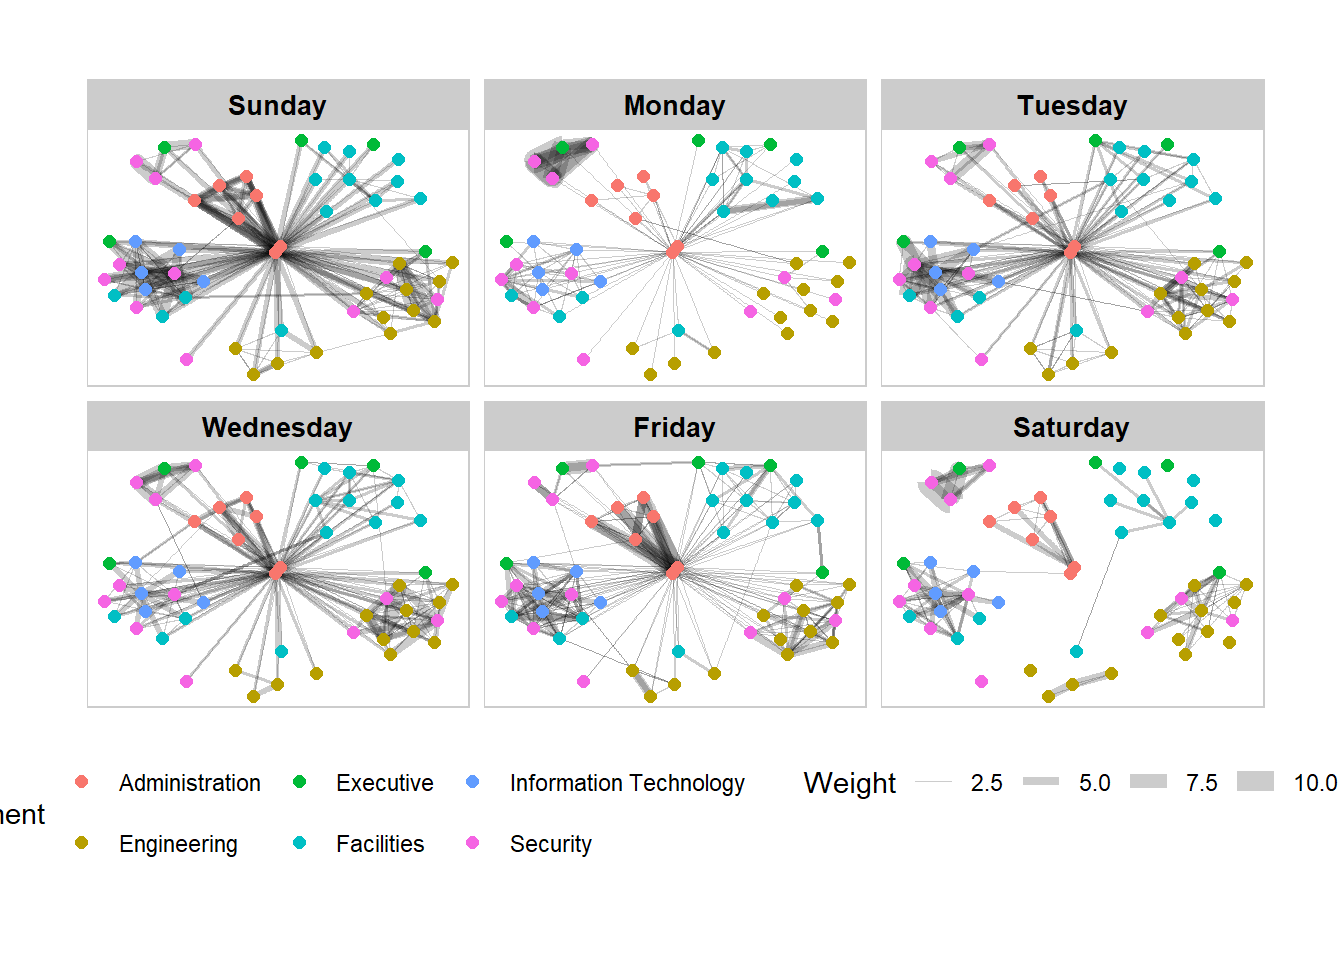 Sunday Monday Tuesday
Wednesday Friday Saturday
Administration Executive Information Technology Weight 2.5 5.0 7.5 10.0
ment
Engineering Facilities Security